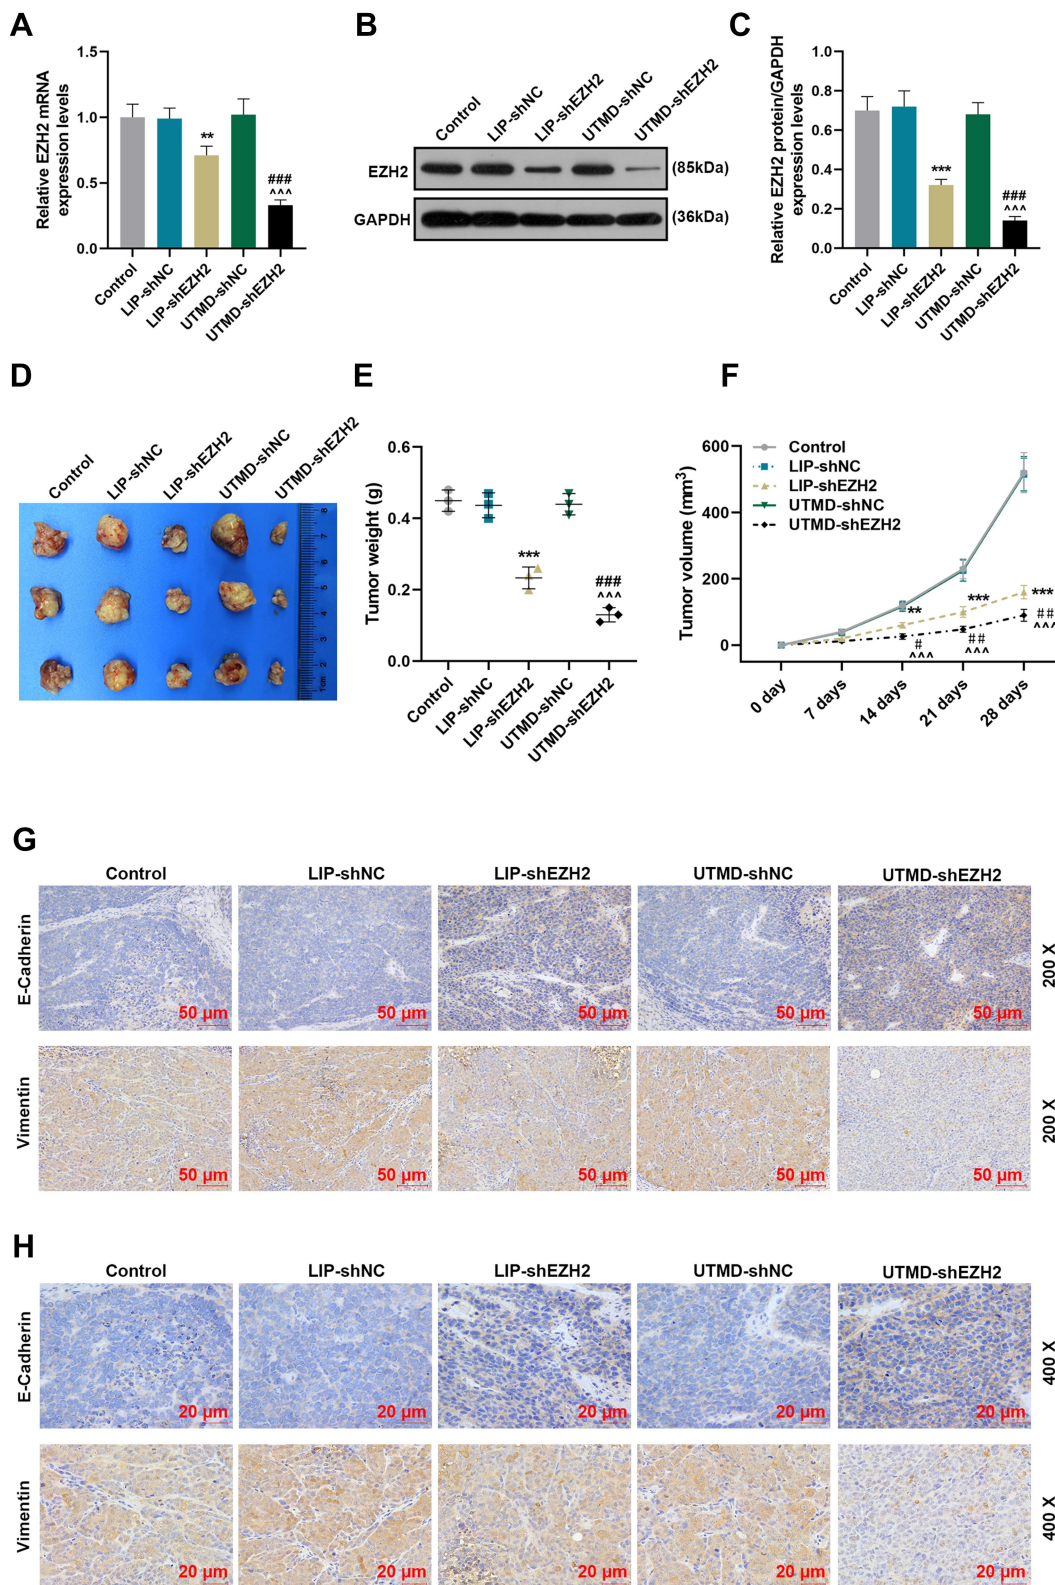 A
Relative EZH2 mRNA
expression levels
1.5
1.0
0.5
0.0
**
###
^^^
Control
LIP-shNC
LIP-shEZH2
UTMD-shNC
UTMD-shEZH2
B
Control
LIP-shNC
LIP-shEZH2
UTMD-shNC
UTMD-shEZH2
EZH2
(85kDa)
GAPDH
(36kDa)
C
Relative EZH2 protein/GAPDH
expression levels
1.0
0.8
0.6
0.4
0.2
0.0
***
###
^^^
Control
LIP-shNC
LIP-shEZH2
UTMD-shNC
UTMD-shEZH2
D
Control
LIP-shNC
LIP-shEZH2
UTMD-shNC
UTMD-shEZH2
8
7
6
5
4
3
2
1cm
E
Tumor weight (g)
0.6
0.4
0.2
0.0
***
###
^^^
Control
LIP-shNC
LIP-shEZH2
UTMD-shNC
UTMD-shEZH2
F
Tumor volume (mm³)
600
400
200
0
Control
LIP-shNC
LIP-shEZH2
UTMD-shNC
UTMD-shEZH2
**
***
***
#
^^^
##
^^^
##
^^^
0 day
7 days
14 days
21 days
28 days
G
Control
LIP-shNC
LIP-shEZH2
UTMD-shNC
UTMD-shEZH2
E-Cadherin
50 µm
50 µm
50 µm
50 µm
50 µm
200 X
Vimentin
50 µm
50 µm
50 µm
50 µm
50 µm
200 X
H
Control
LIP-shNC
LIP-shEZH2
UTMD-shNC
UTMD-shEZH2
E-Cadherin
20 µm
20 µm
20 µm
20 µm
20 µm
400 X
Vimentin
20 µm
20 µm
20 µm
20 µm
20 µm
400 X